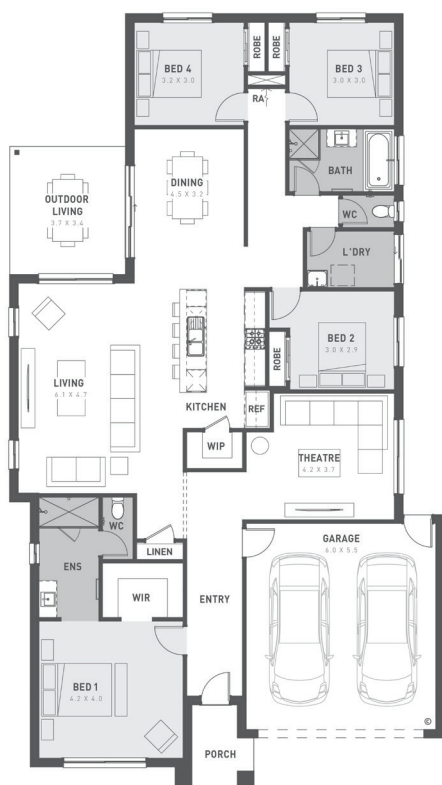 BED 4
3.2 X 3.0
ROBE
ROBE
BED 3
3.0 X 3.0
RA
BATH
DINING
4.5 X 3.2
OUTDOOR
LIVING
3.7 X 3.4
WC
L'DRY
BED 2
3.0 X 2.9
ROBE
LIVING
6.1 X 4.7
KITCHEN
REF
WIP
THEATRE
4.2 X 3.7
WC
LINEN
ENS
GARAGE
6.0 X 5.5
WIR
ENTRY
BED 1
4.2 X 4.0
©
PORCH